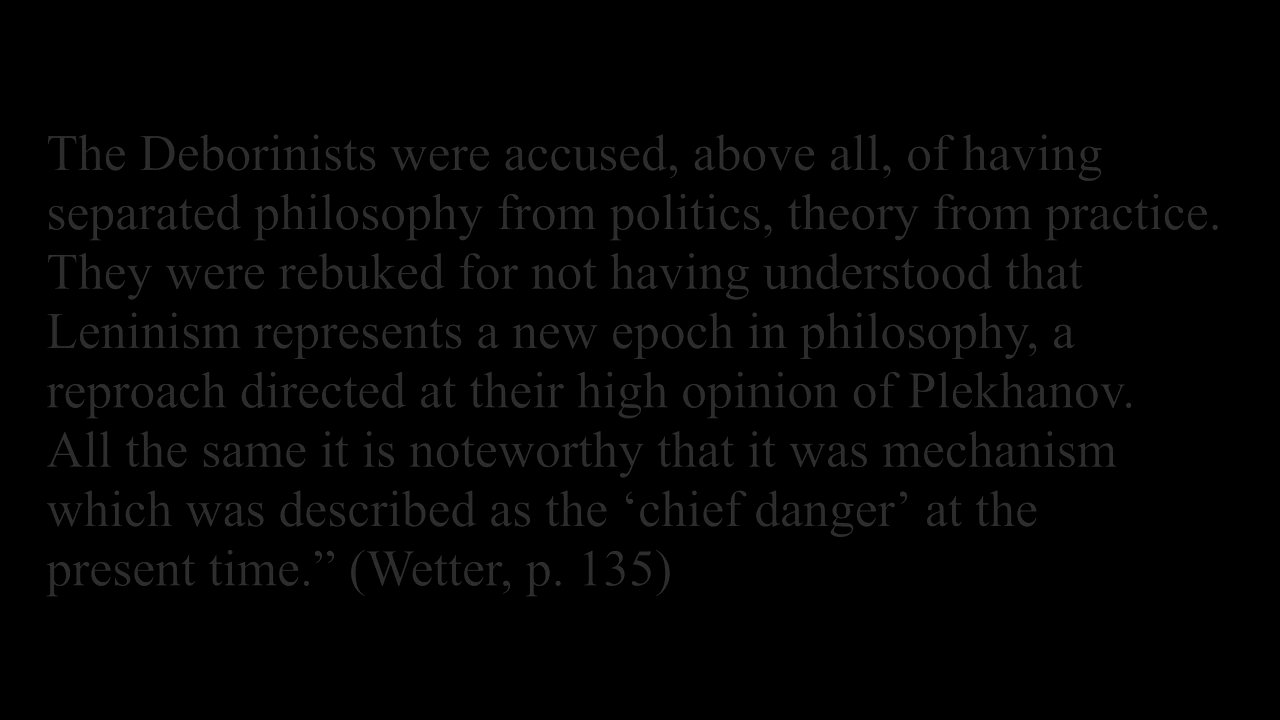 The Deborinists were accused, above all, of having
separated philosophy from politics, theory from practice.
They were rebuked for not having understood that
Leninism represents a new epoch in philosophy, a
reproach directed at their high opinion of Plekhanov.
All the same it is noteworthy that it was mechanism
which was described as the ‘chief danger’ at the
present time.” (Wetter, p. 135)